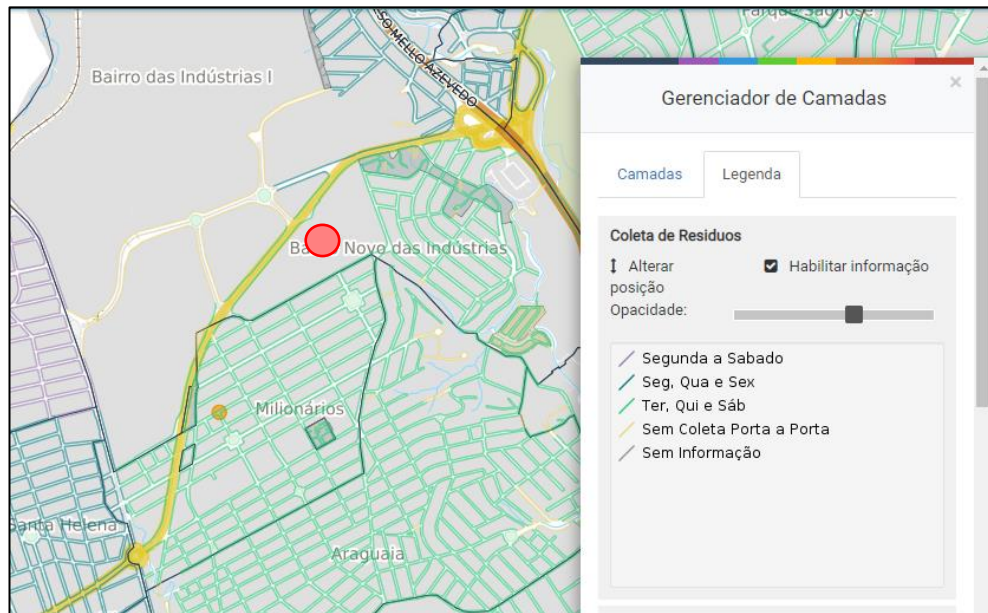 Parque São José
LSO MELLO AZEVEDO
Bairro das Indústrias I
Ba Novo das Indústrias
Milionários
Santa Helena
Araguaia
Gerenciador de Camadas
×
Camadas
Legenda
Coleta de Residuos
Alterar posição
Habilitar informação
Opacidade:
Segunda a Sabado
Seg, Qua e Sex
Ter, Qui e Sáb
Sem Coleta Porta a Porta
Sem Informação